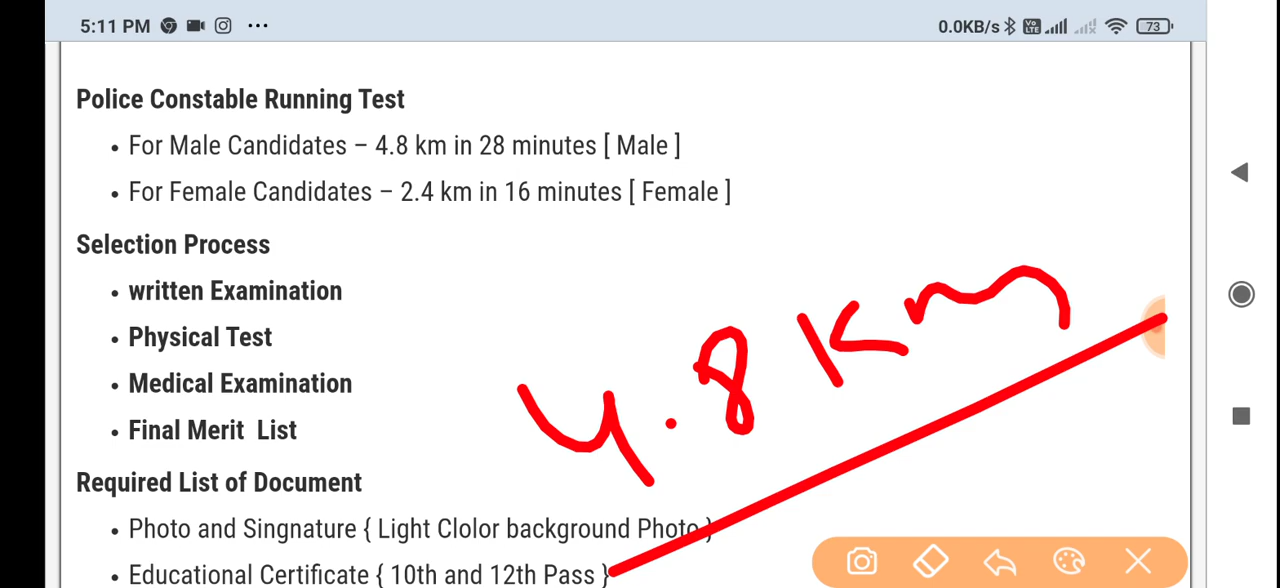 5:11 PM ...
0.0KB/s Vo LTE 73
Police Constable Running Test
• For Male Candidates – 4.8 km in 28 minutes [ Male ]
• For Female Candidates – 2.4 km in 16 minutes [ Female ]
Selection Process
• written Examination
• Physical Test
• Medical Examination
• Final Merit List
4.8 Km
Required List of Document
• Photo and Singnature { Light Clolor background Photo }
• Educational Certificate { 10th and 12th Pass }